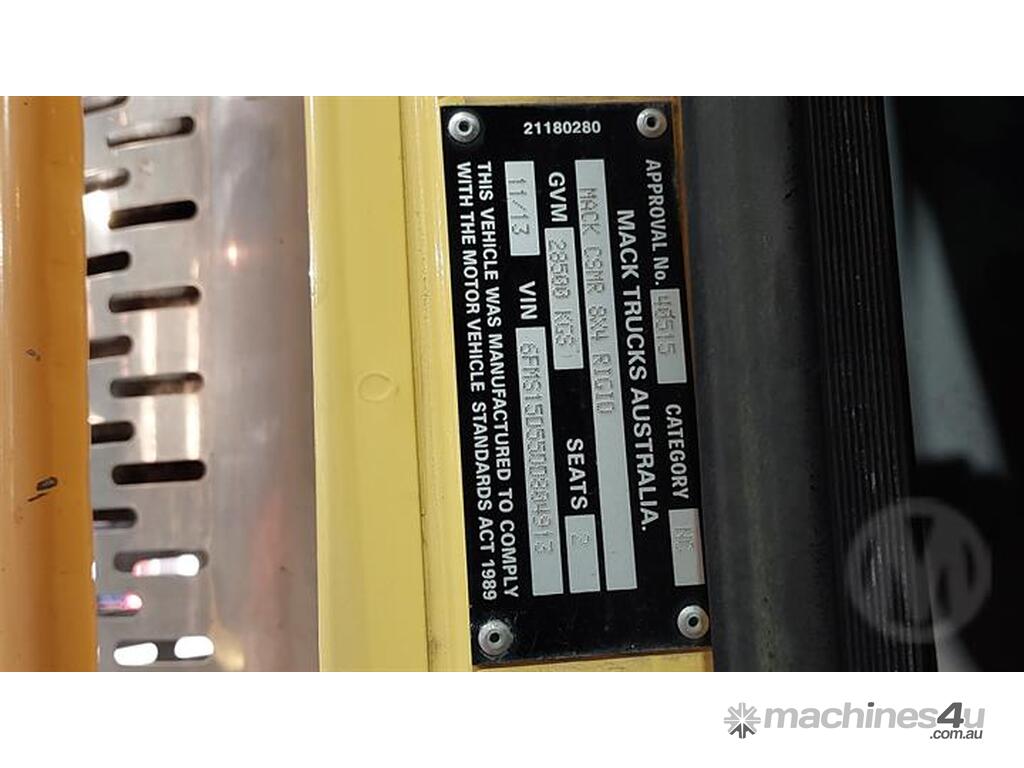 APPROVAL No. 46515 CATEGORY NC
MACK TRUCKS AUSTRALIA.
MACK CSMR 8X4 RIGID
GVM 28500 KGS SEATS 2
11/13 VIN
THIS VEHICLE WAS MANUFACTURED TO COMPLY
WITH THE MOTOR VEHICLE STANDARDS ACT 1989
21180280
machines4u
.com.au